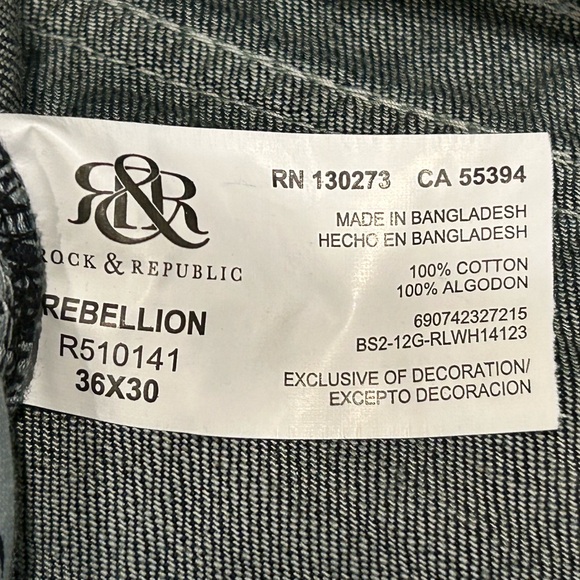 R&R
ROCK & REPUBLIC
REBELLION
R510141
36X30
RN 130273 CA 55394
MADE IN BANGLADESH
HECHO EN BANGLADESH
100% COTTON
100% ALGODON
690742327215
BS2-12G-RLWH14123
EXCLUSIVE OF DECORATION/
EXCEPTO DECORACION